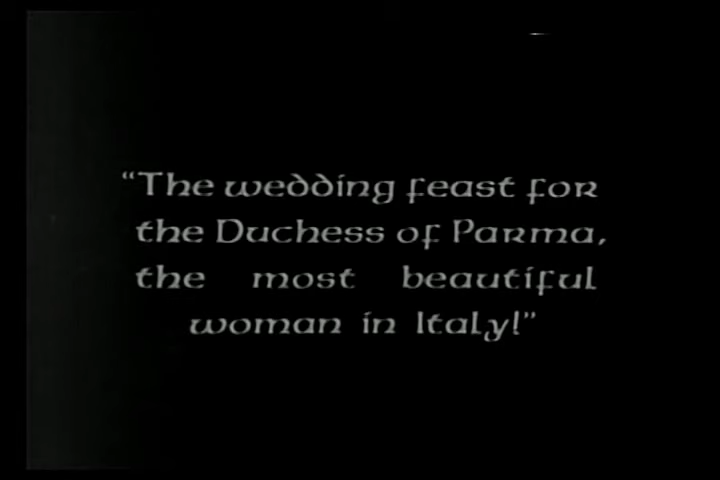 “The wedding feast for
the Duchess of Parma,
the most beautiful
woman in Italy!”